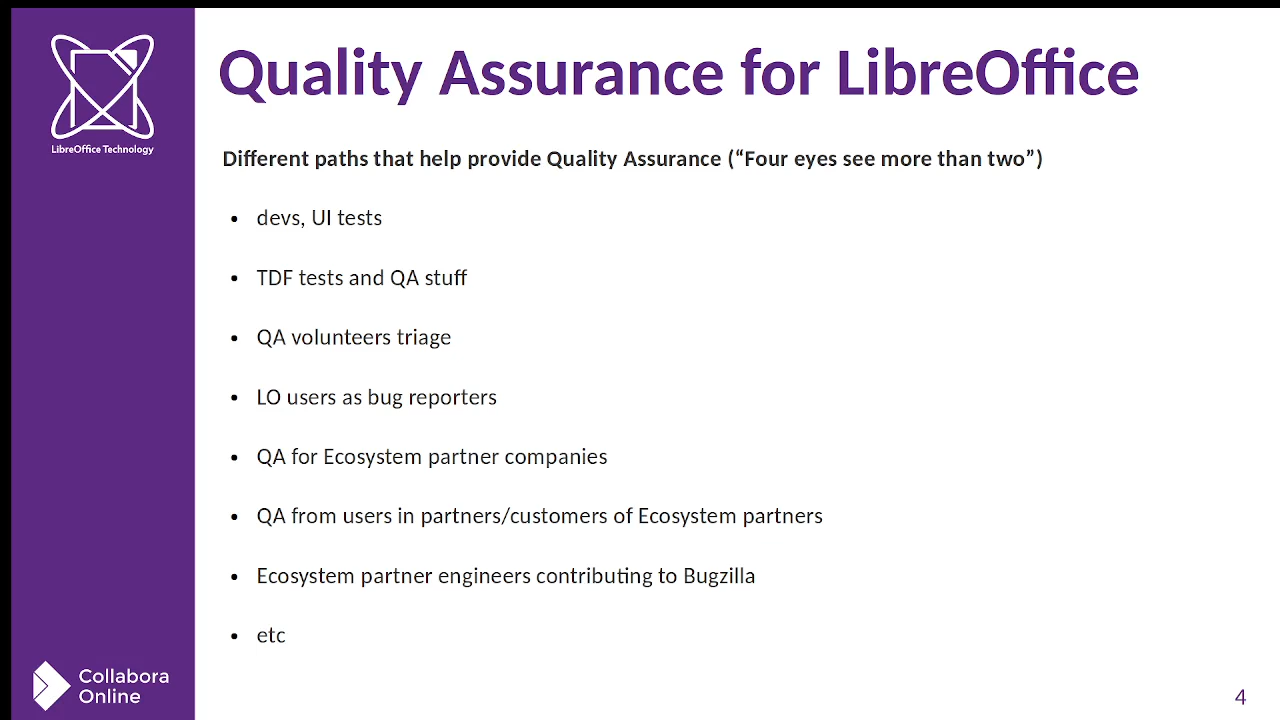 LibreOffice Technology
Quality Assurance for LibreOffice
Different paths that help provide Quality Assurance (“Four eyes see more than two”)
• devs, UI tests
• TDF tests and QA stuff
• QA volunteers triage
• LO users as bug reporters
• QA for Ecosystem partner companies
• QA from users in partners/customers of Ecosystem partners
• Ecosystem partner engineers contributing to Bugzilla
• etc
Collabora
Online
4